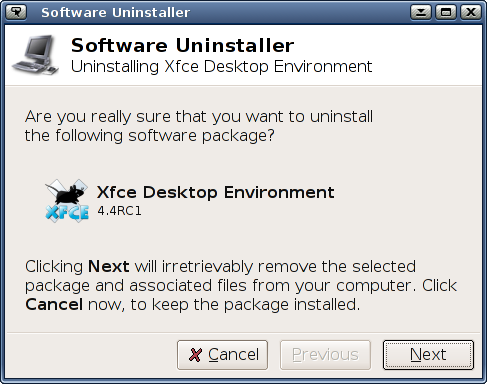 Software Uninstaller
Software Uninstaller
Uninstalling Xfce Desktop Environment
Are you really sure that you want to uninstall
the following software package?
XFCE
Xfce Desktop Environment
4.4RC1
Clicking Next will irretrievably remove the selected
package and associated files from your computer. Click
Cancel now, to keep the package installed.
Cancel Previous Next